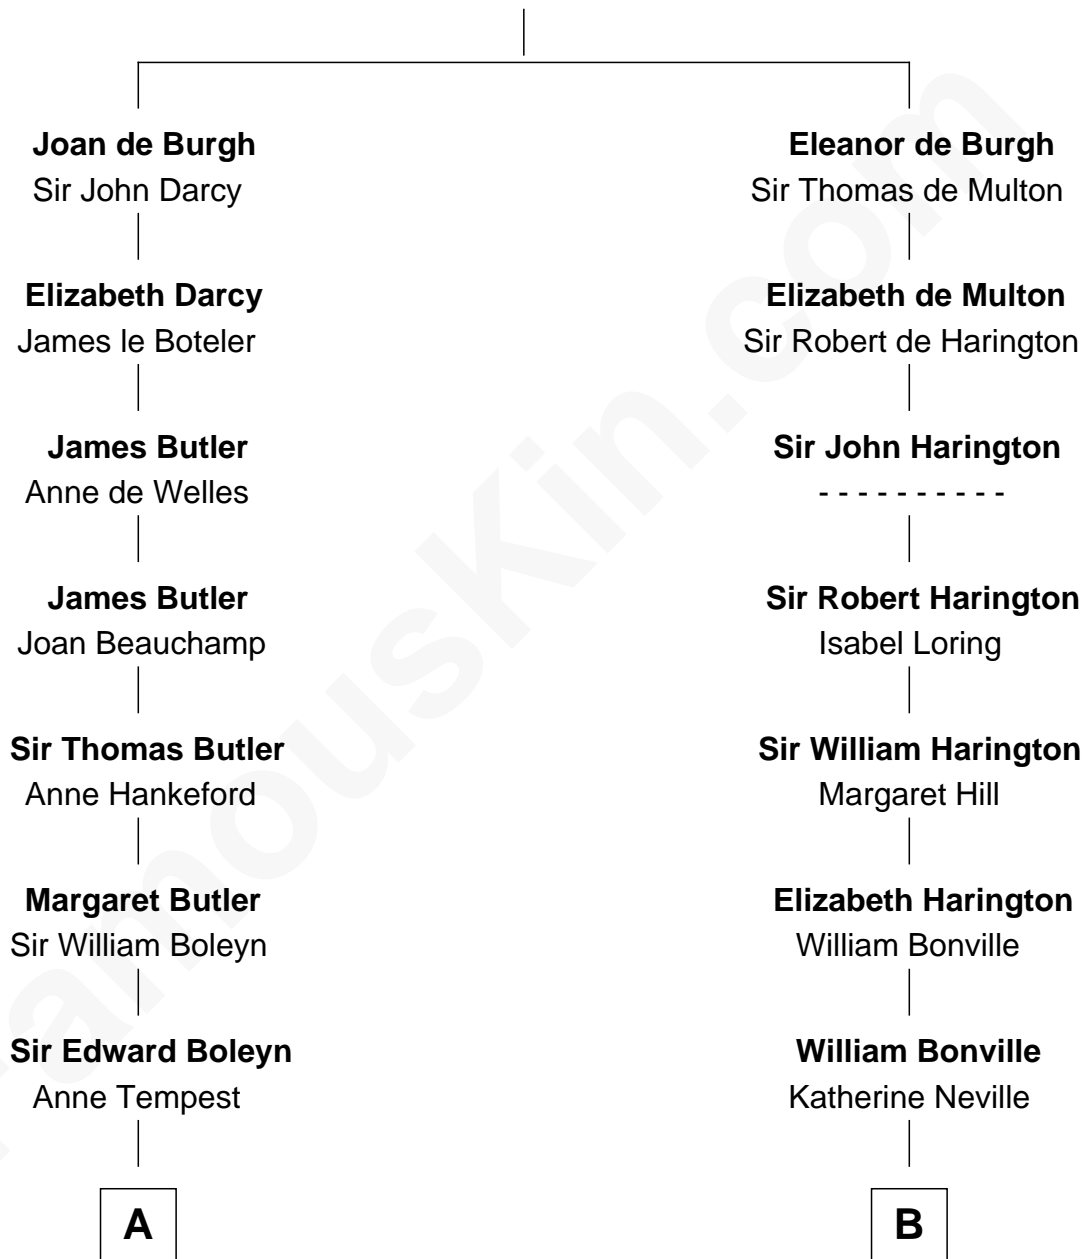 Joan de Burgh
Sir John Darcy
Eleanor de Burgh
Sir Thomas de Multon
Elizabeth Darcy
James le Boteler
Elizabeth de Multon
Sir Robert de Harington
James Butler
Anne de Welles
Sir John Harington
- - - - - - - - - -
James Butler
Joan Beauchamp
Sir Robert Harington
Isabel Loring
Sir Thomas Butler
Anne Hankeford
Sir William Harington
Margaret Hill
Margaret Butler
Sir William Boleyn
Elizabeth Harington
William Bonville
Sir Edward Boleyn
Anne Tempest
William Bonville
Katherine Neville
A
B
FamousKin.com